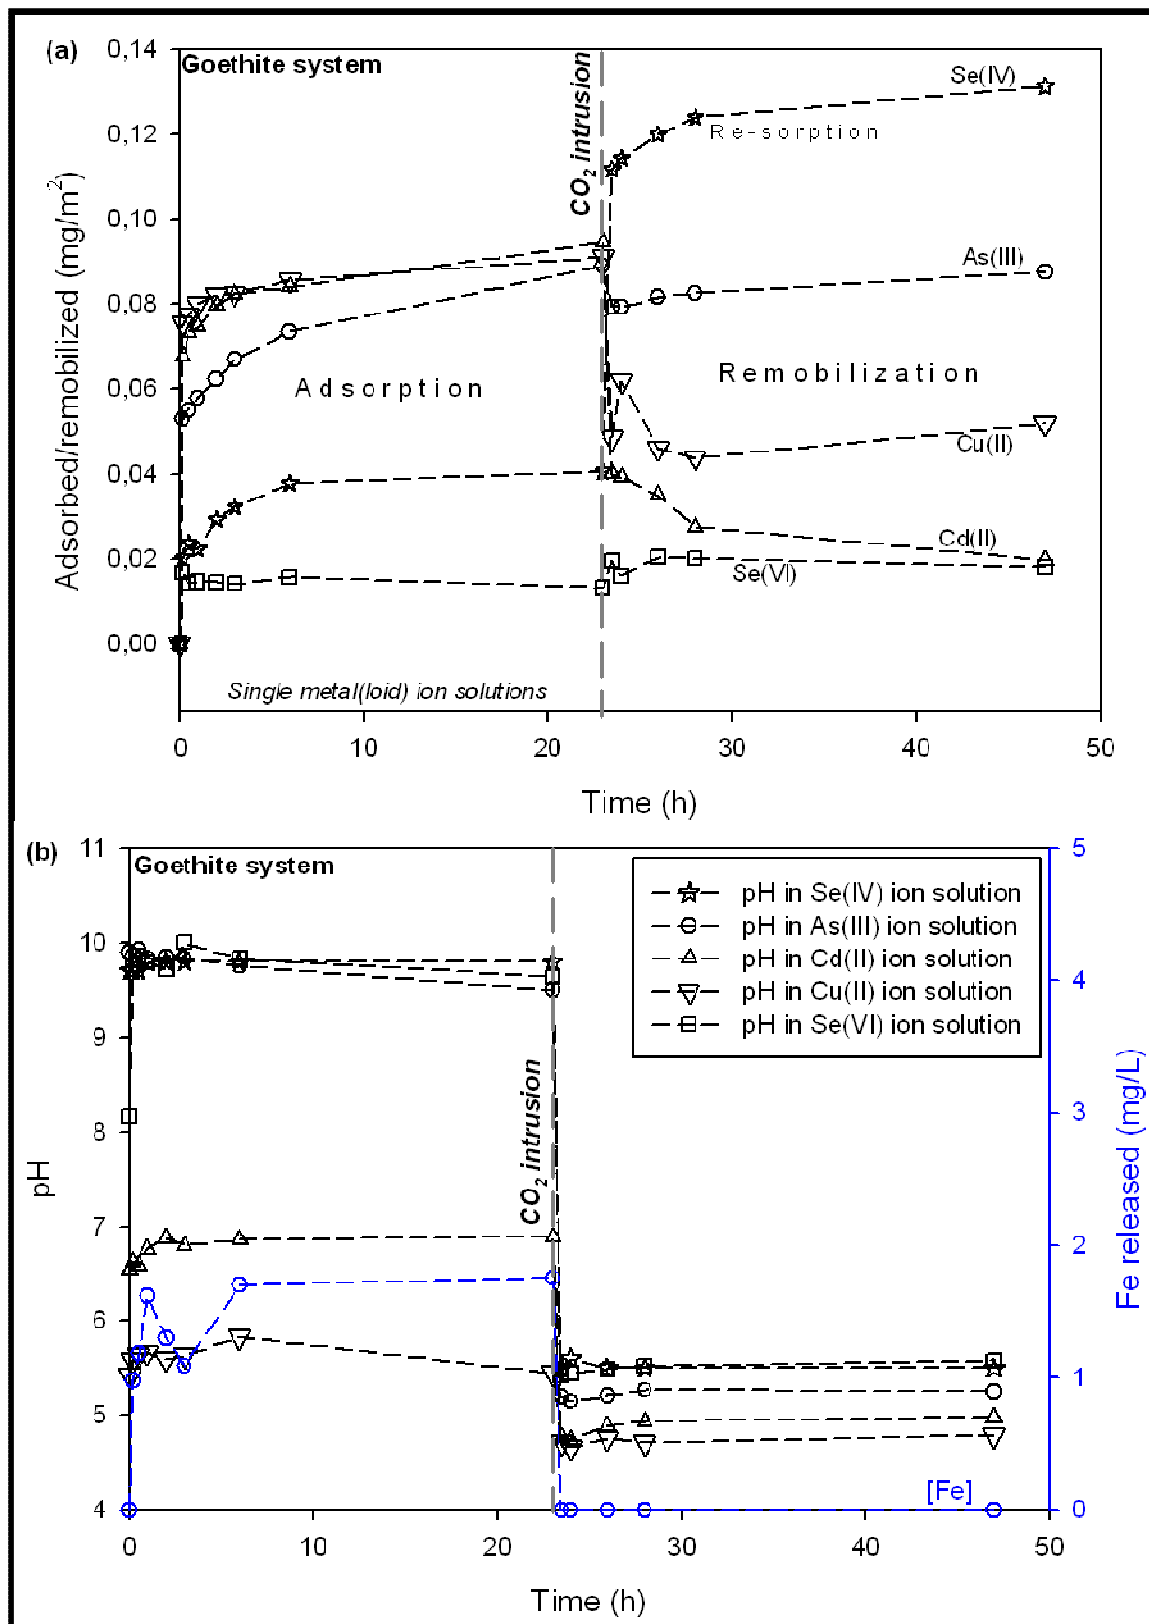 (a)
0,14
Goethite system
CO2 intrusion
Se(IV)
0,12
Re-sorption
0,10
As(III)
0,08
0,06
Adsorption
Remobilization
Cu(II)
0,04
Cd(II)
0,02
Se(VI)
0,00
Single metal(loid) ion solutions
Adsorbed/remobilized (mg/m2)
0 10 20 30 40 50
Time (h)
(b)
11
Goethite system
5
pH in Se(IV) ion solution
pH in As(III) ion solution
pH in Cd(II) ion solution
pH in Cu(II) ion solution
pH in Se(VI) ion solution
10
4
9
3
8
CO2 intrusion
7
2
6
1
5
[Fe]
4
0
pH
Fe released (mg/L)
0 10 20 30 40 50
Time (h)